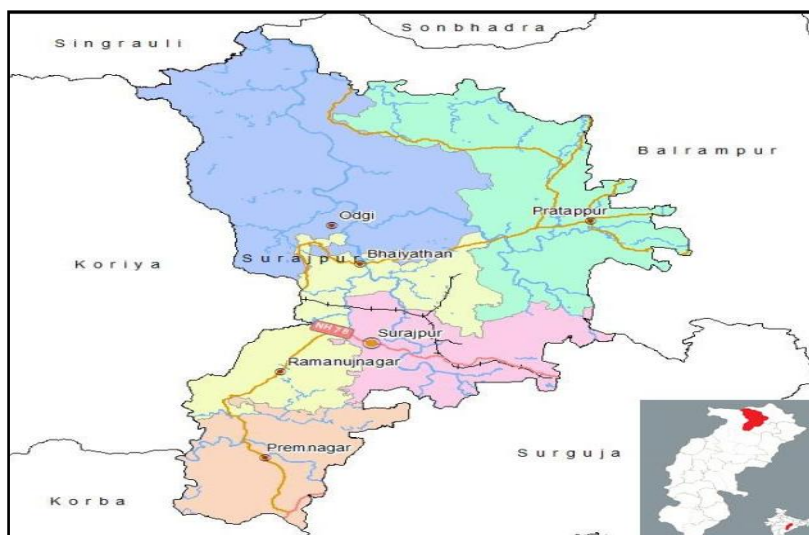 Sonbhadra
Singrauli
Balrampur
Odgi
Pratappur
Surajpur
Bhaiyathan
Koriya
NH 78
Surajpur
Ramanujnagar
Premnagar
Surguja
Korba